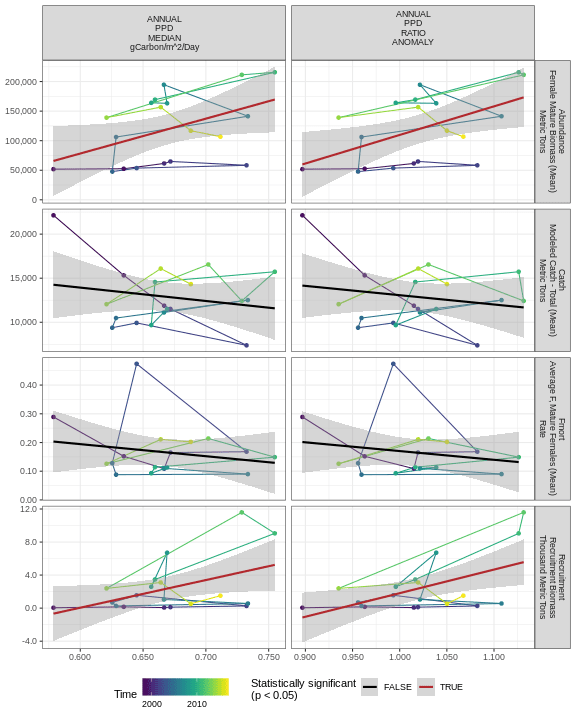 ANNUAL
PPD
MEDIAN
gCarbon/m^2/Day
ANNUAL
PPD
RATIO
ANOMALY
200,000
150,000
100,000
50,000
0
Abundance
Female Mature Biomass (Mean)
Metric Tons
20,000
15,000
10,000
Catch
Modeled Catch - Total (Mean)
Metric Tons
0.40
0.30
0.20
0.10
0.00
Fmort
Average F, Mature Females (Mean)
Rate
12.0
8.0
4.0
0.0
-4.0
Recruitment
Recruitment Biomass
Thousand Metric Tons
0.600
0.650
0.700
0.750
0.900
0.950
1.000
1.050
1.100
Time
2000
2010
Statistically significant
(p < 0.05)
FALSE
TRUE